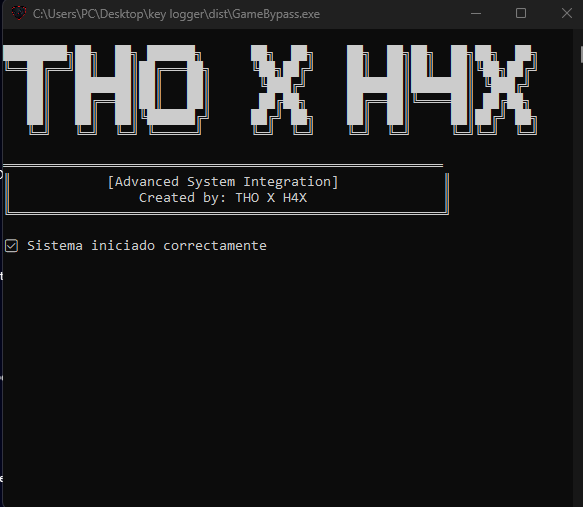 C:\Users\PC\Desktop\key logger\dist\GameBypass.exe
THO X H4X
[Advanced System Integration]
Created by: THO X H4X
Sistema iniciado correctamente